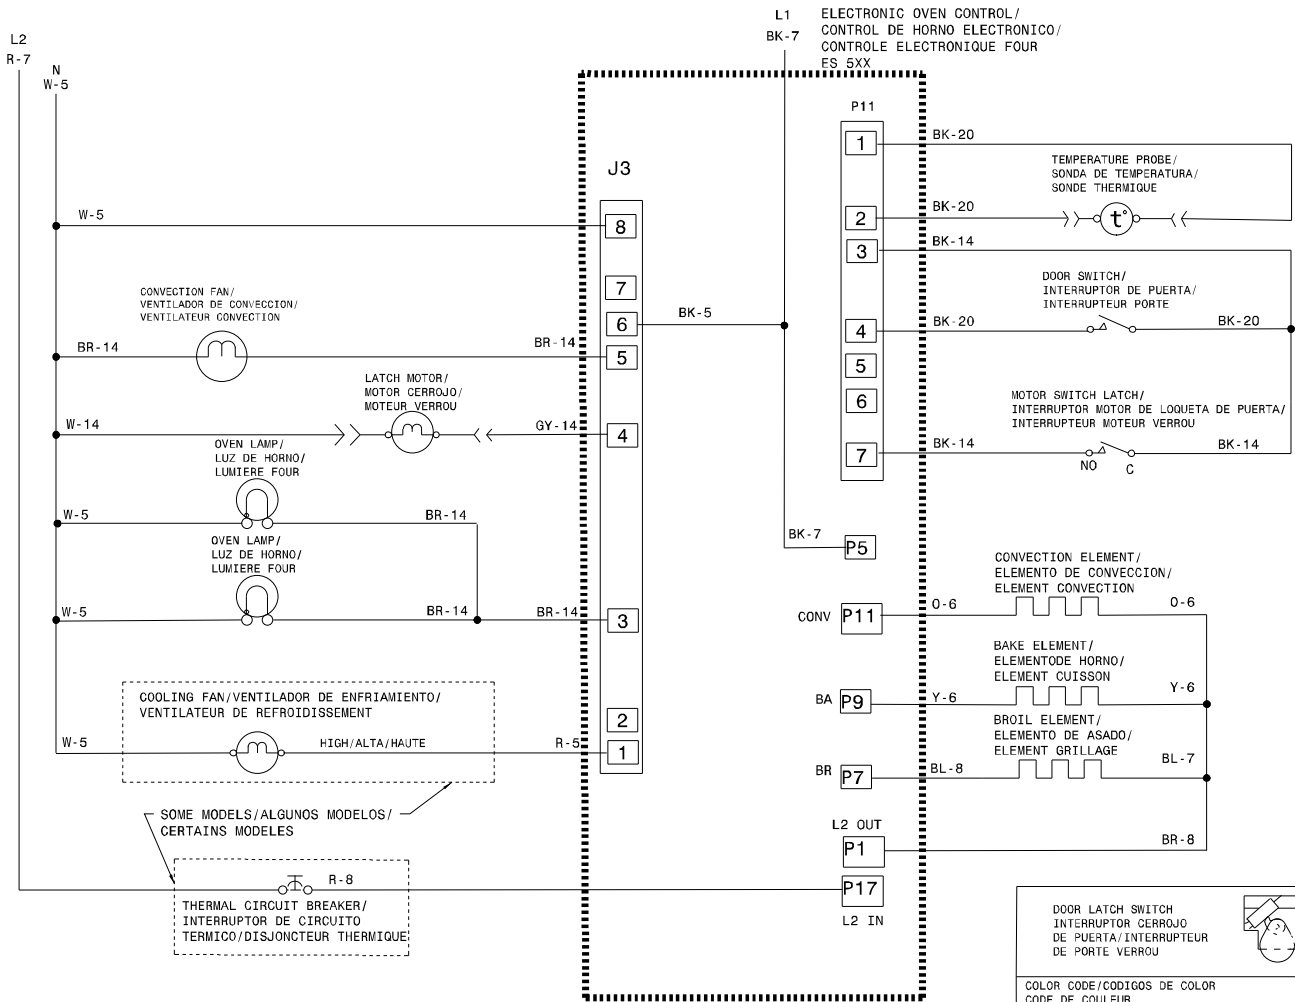 L2
R-7
N
W-5
L1
BK-7
ELECTRONIC OVEN CONTROL/
CONTROL DE HORNO ELECTRONICO/
CONTROLE ELECTRONIQUE FOUR
ES 5XX
J3
8
7
6
5
4
3
2
1
W-5
CONVECTION FAN/
VENTILADOR DE CONVECCION/
VENTILATEUR CONVECTION
BR-14
BR-14
BK-5
LATCH MOTOR/
MOTOR CERROJO/
MOTEUR VERROU
W-14
GY-14
OVEN LAMP/
LUZ DE HORNO/
LUMIERE FOUR
W-5
BR-14
OVEN LAMP/
LUZ DE HORNO/
LUMIERE FOUR
W-5
BR-14
BR-14
COOLING FAN/VENTILADOR DE ENFRIAMIENTO/
VENTILATEUR DE REFROIDISSEMENT
W-5
HIGH/ALTA/HAUTE
R-5
SOME MODELS/ALGUNOS MODELOS/
CERTAINS MODELES
R-8
THERMAL CIRCUIT BREAKER/
INTERRUPTOR DE CIRCUITO
TERMICO/DISJONCTEUR THERMIQUE
P11
1
2
3
4
5
6
7
BK-20
TEMPERATURE PROBE/
SONDA DE TEMPERATURA/
SONDE THERMIQUE
BK-20
t°
BK-14
DOOR SWITCH/
INTERRUPTOR DE PUERTA/
INTERRUPTEUR PORTE
BK-20
BK-20
MOTOR SWITCH LATCH/
INTERRUPTOR MOTOR DE LOQUETA DE PUERTA/
INTERRUPTEUR MOTEUR VERROU
BK-14
BK-14
NO
C
BK-7
P5
CONVECTION ELEMENT/
ELEMENTO DE CONVECCION/
ELEMENT CONVECTION
CONV
P11
O-6
O-6
BAKE ELEMENT/
ELEMENTODE HORNO/
ELEMENT CUISSON
BA
P9
Y-6
Y-6
BROIL ELEMENT/
ELEMENTO DE ASADO/
ELEMENT GRILLAGE
BR
P7
BL-8
BL-7
L2 OUT
P1
BR-8
P17
L2 IN
DOOR LATCH SWITCH
INTERRUPTOR CERROJO
DE PUERTA/INTERRUPTEUR
DE PORTE VERROU
COLOR CODE/CODIGOS DE COLOR
CODE DE COULEUR